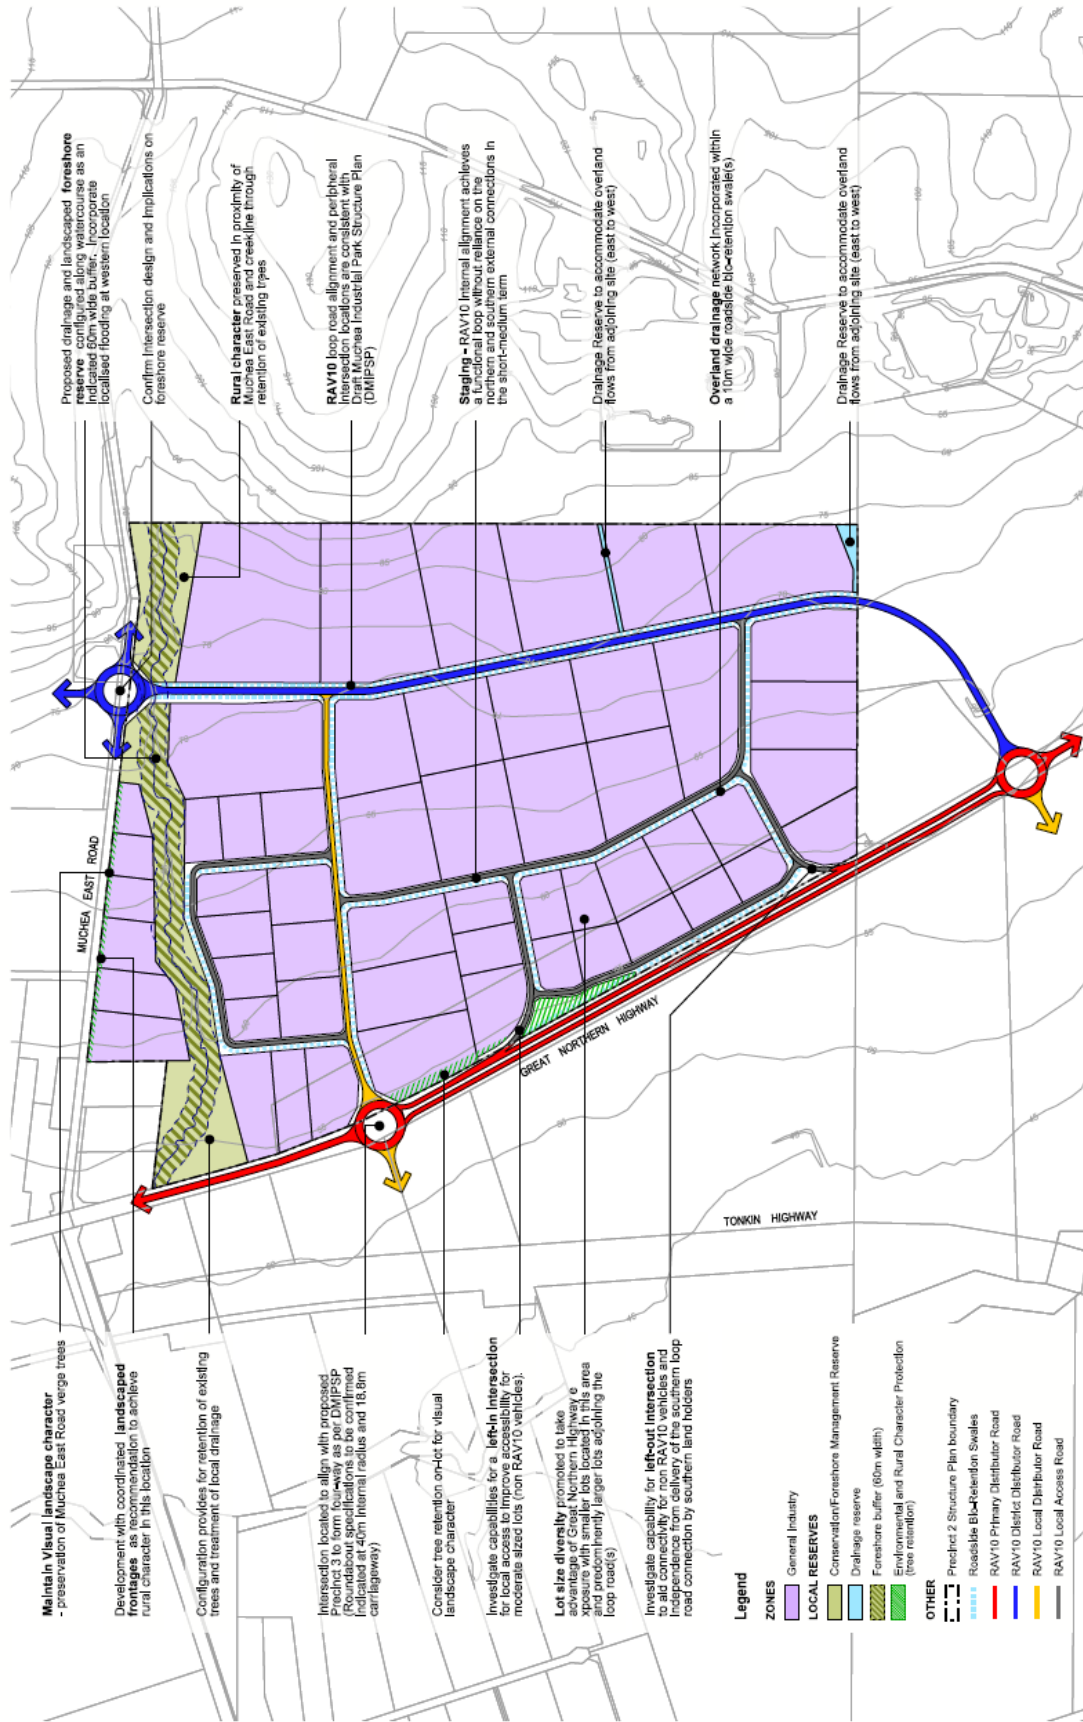 Maintain Visual landscape character
- preservation of Muchea East Road verge trees
Development with coordinated landscaped
frontages as recommendation to achieve
rural character in this location
Configuration provides for retention of existing
trees and treatment of local drainage
Intersection located to align with proposed
Precinct 3 to form four-way as per DMIPSP
(Roundabout specifications to be confirmed
Indicated at 40m internal radius and 18.8m
carriageway)
Consider tree retention on-lot for visual
landscape character
Investigate capabilities for a left-in intersection
for local access to improve accessibility for
moderate sized lots (non RAV10 vehicles).
Lot size diversity promoted to take
advantage of Great Northern Highway e
xposure with smaller lots located in this area
and predominently larger lots adjoining the
loop road(s)
Investigate capability for left-out intersection
to aid connectivity for non RAV10 vehicles and
independence from delivery of the southern loop
road connection by southern land holders
Proposed drainage and landscaped foreshore
reserve configured along watercourse as an
indicated 60m wide buffer. Incorporate
localised flooding at western location
Confirm intersection design and implications on
foreshore reserve
Rural character preserved in proximity of
Muchea East Road and creekline through
retention of existing trees
RAV10 loop road alignment and peripheral
intersection locations are consistent with
Draft Muchea Industrial Park Structure Plan
(DMIPSP)
Staging - RAV10 internal alignment achieves
a functional loop without reliance on the
northern and southern external connections in
the short-medium term
Drainage Reserve to accommodate overland
flows from adjoining site (east to west)
Overland drainage network incorporated within
a 10m wide roadside bio-retention swale(s)
Drainage Reserve to accommodate overland
flows from adjoining site (east to west)
MUCHEA EAST ROAD
GREAT NORTHERN HIGHWAY
TONKIN HIGHWAY
Legend
ZONES
General Industry
LOCAL RESERVES
Conservation/Foreshore Management Reserve
Drainage reserve
Foreshore buffer (60m width)
Environmental and Rural Character Protection
(tree retention)
OTHER
Precinct 2 Structure Plan boundary
Roadside Bio-Retention Swales
RAV10 Primary Distributor Road
RAV10 District Distributor Road
RAV10 Local Distributor Road
RAV10 Local Access Road